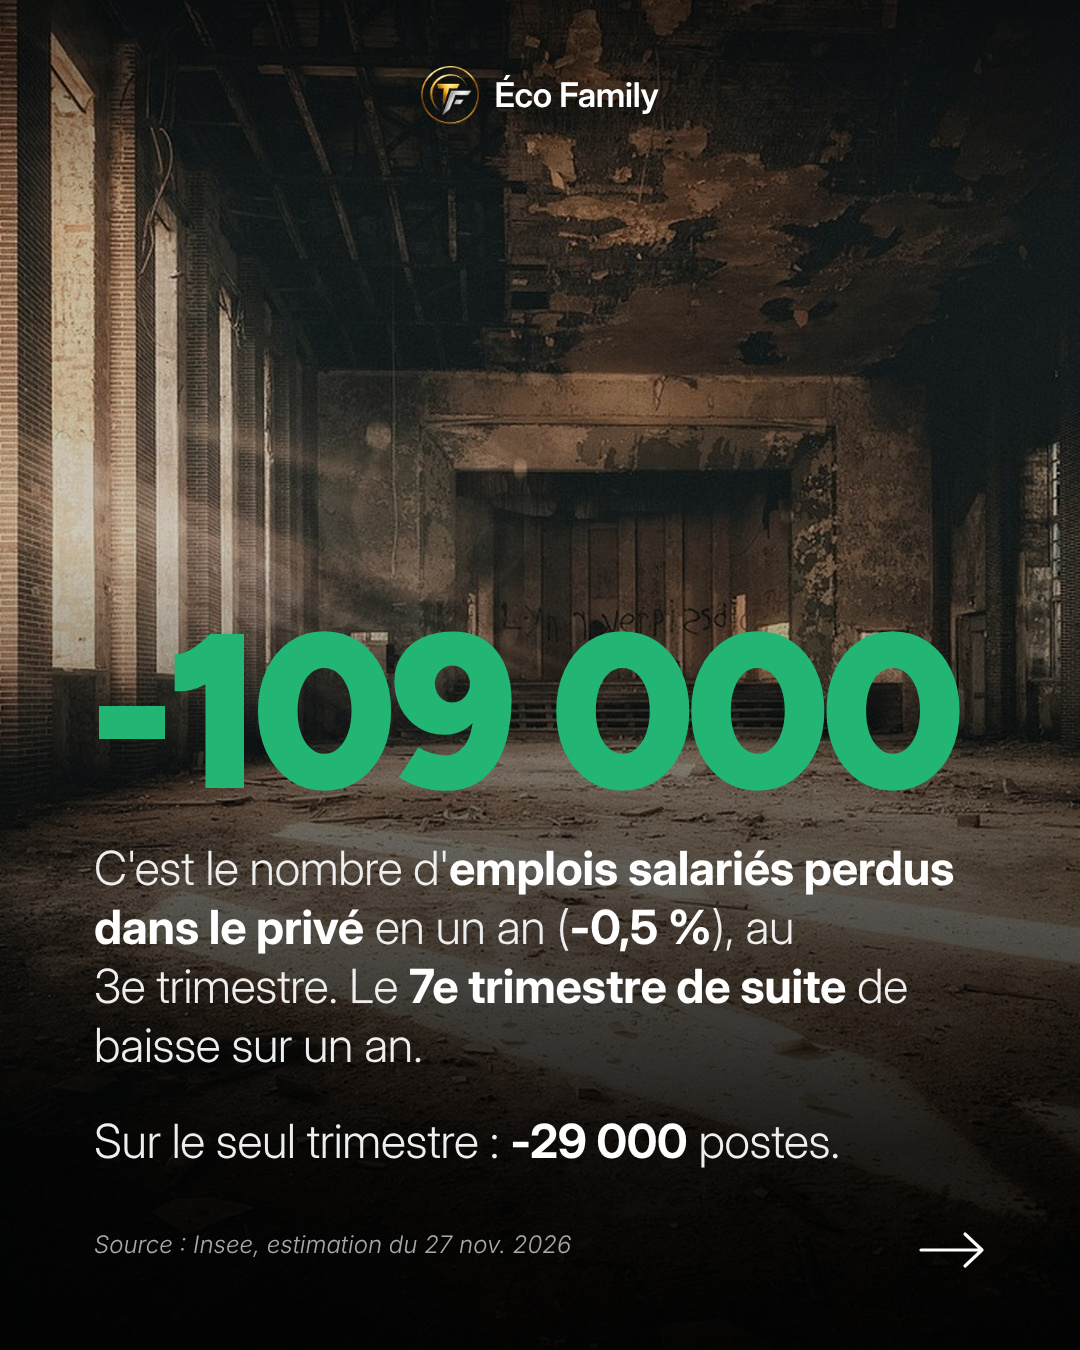 TF Éco Family
-109 000
C'est le nombre d'emplois salariés perdus
dans le privé en un an (-0,5 %), au
3e trimestre. Le 7e trimestre de suite de
baisse sur un an.
Sur le seul trimestre : -29 000 postes.
Source : Insee, estimation du 27 nov. 2026